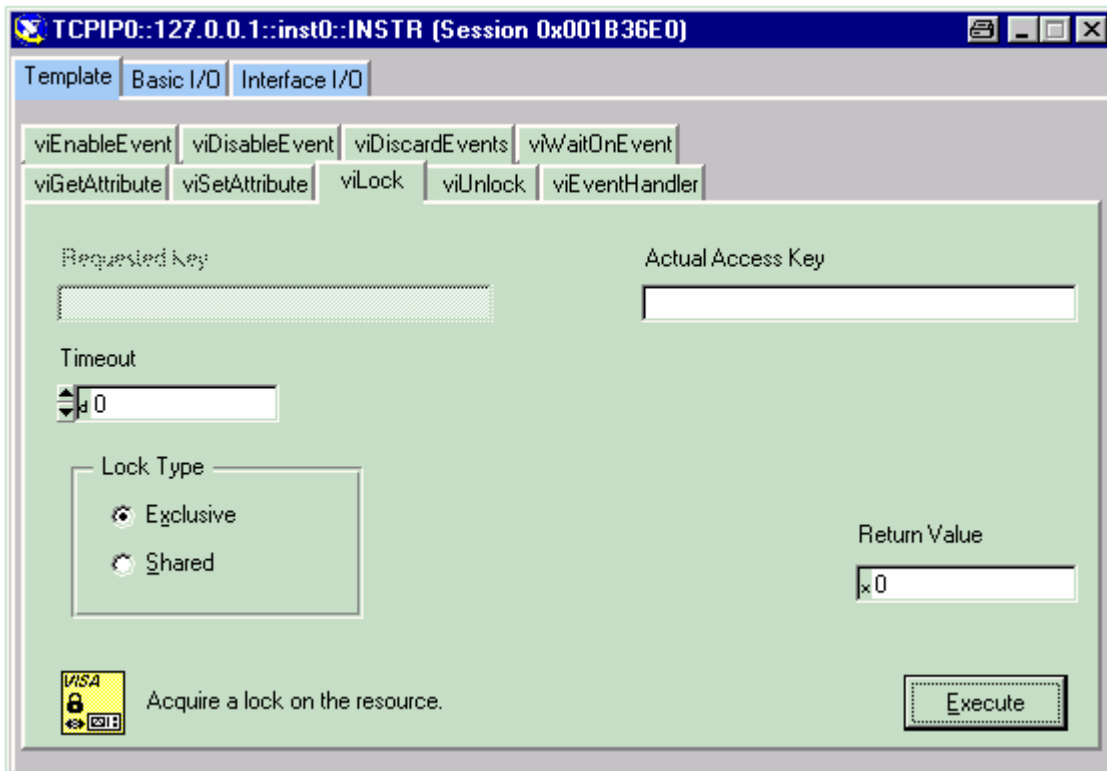 TCPIP0::127.0.0.1::inst0::INSTR (Session 0x001B36E0)
Template Basic I/O Interface I/O
viEnableEvent viDisableEvent viDiscardEvents viWaitOnEvent
viGetAttribute viSetAttribute viLock viUnlock viEventHandler
Requested Key Actual Access Key
Timeout
d 0
Lock Type
Exclusive
Return Value
Shared
x 0
VISA
Acquire a lock on the resource.
Execute